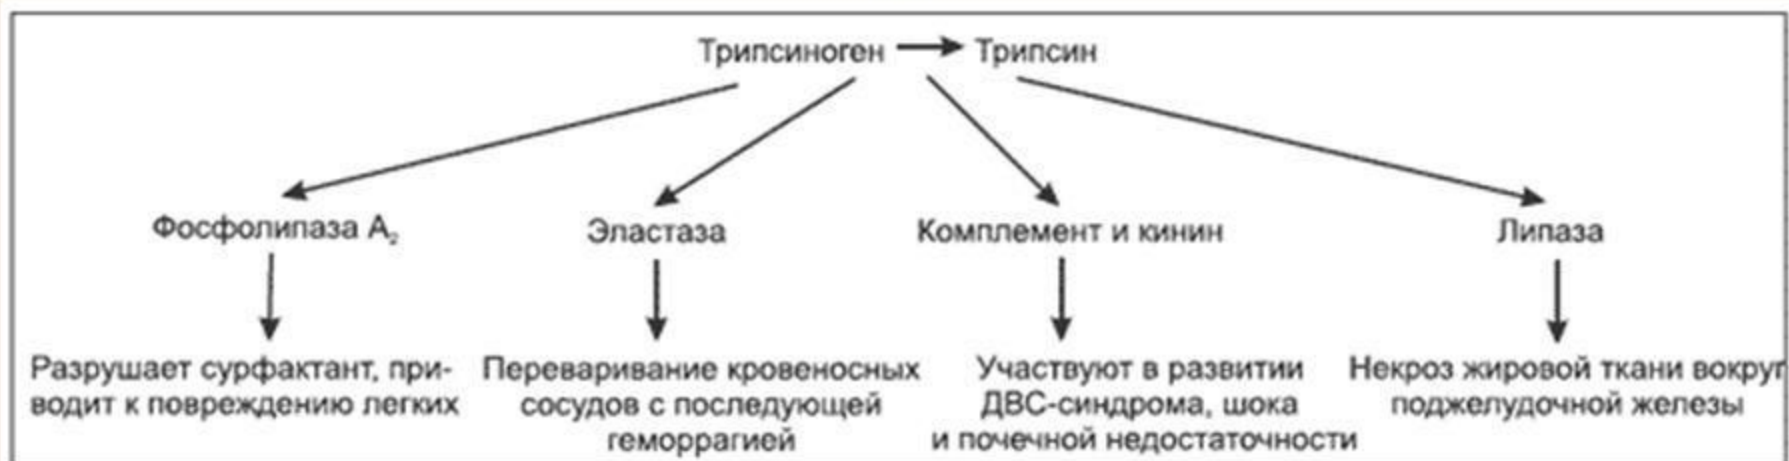 Трипсиноген Трипсин
Фосфолипаза А₂ Эластаза Комплемент и кинин Липаза
Разрушает сурфактант, при-
водит к повреждению легких
Переваривание кровеносных
сосудов с последующей
геморрагией
Участвуют в развитии
ДВС-синдрома, шока
и почечной недостаточности
Некроз жировой ткани вокруг
поджелудочной железы